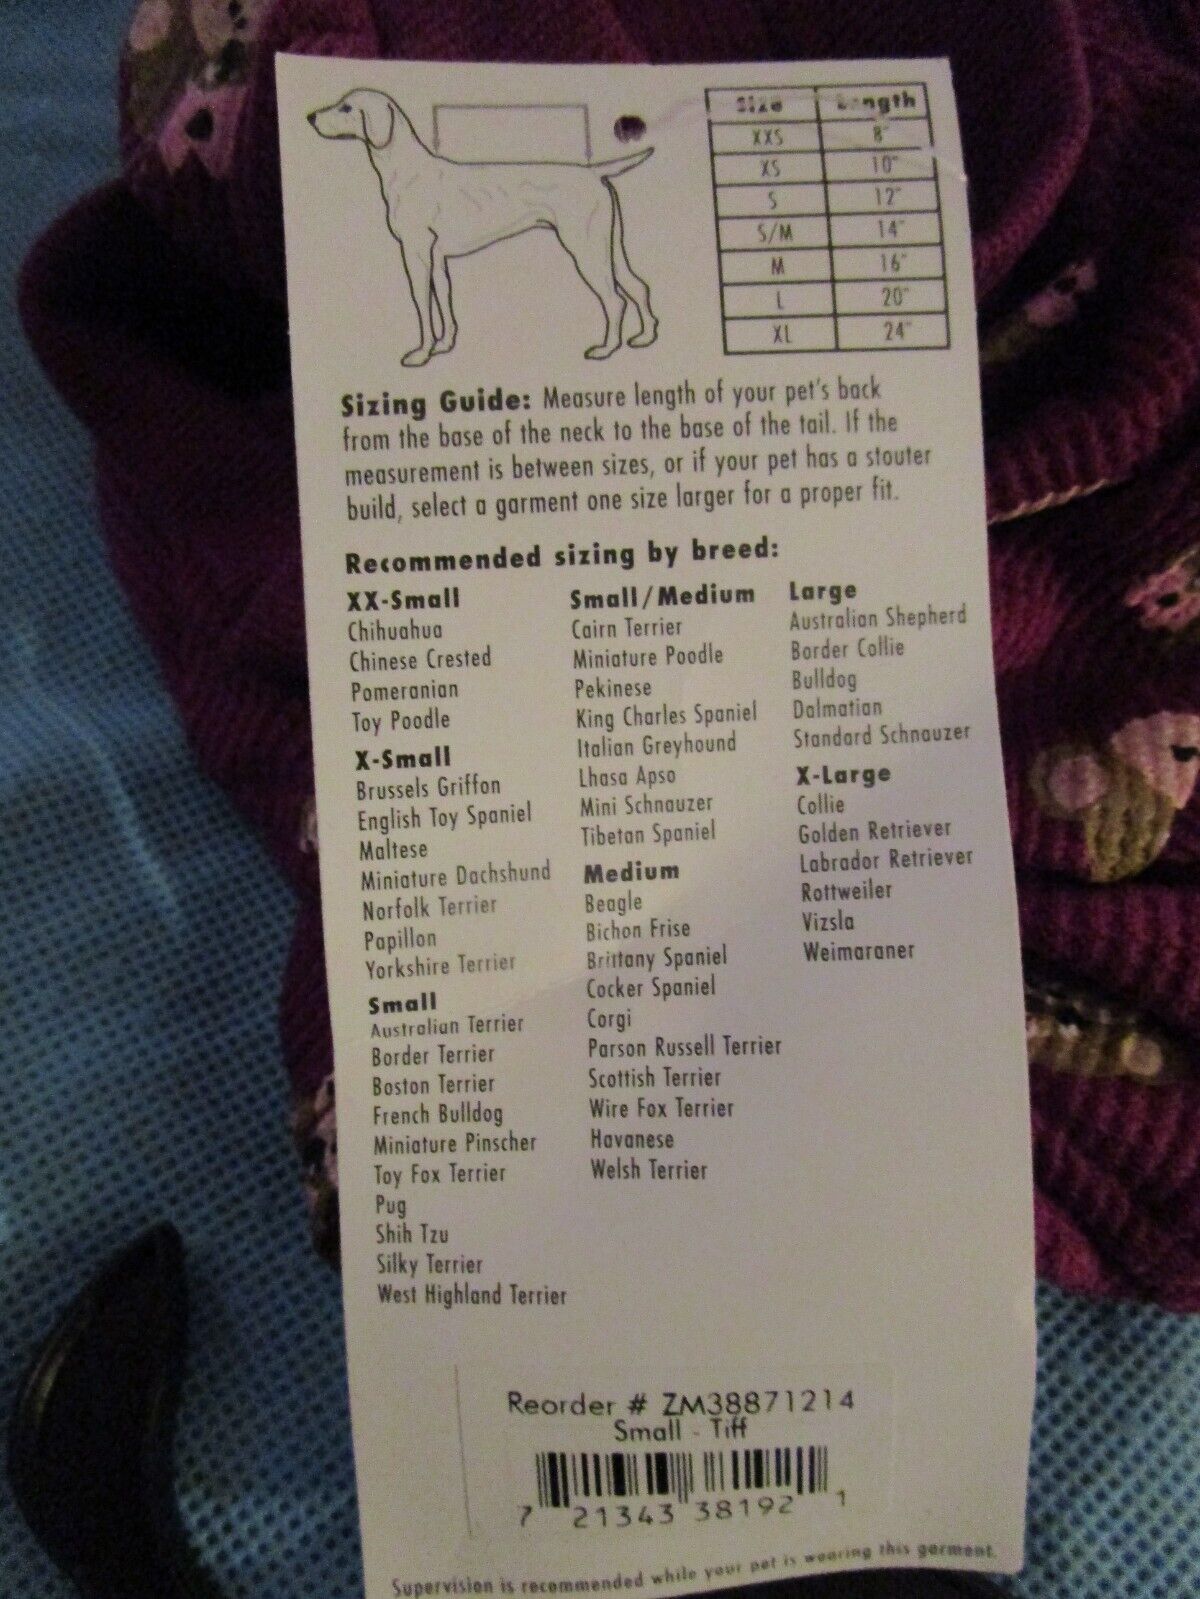 Size Length
XXS 8"
XS 10"
S 12"
S/M 14"
M 16"
L 20"
XL 24"
Sizing Guide: Measure length of your pet's back
from the base of the neck to the base of the tail. If the
measurement is between sizes, or if your pet has a stouter
build, select a garment one size larger for a proper fit.
Recommended sizing by breed:
XX-Small
Chihuahua
Chinese Crested
Pomeranian
Toy Poodle
X-Small
Brussels Griffon
English Toy Spaniel
Maltese
Miniature Dachshund
Norfolk Terrier
Papillon
Yorkshire Terrier
Small
Australian Terrier
Border Terrier
Boston Terrier
French Bulldog
Miniature Pinscher
Toy Fox Terrier
Pug
Shih Tzu
Silky Terrier
West Highland Terrier
Small/Medium
Cairn Terrier
Miniature Poodle
Pekinese
King Charles Spaniel
Italian Greyhound
Lhasa Apso
Mini Schnauzer
Tibetan Spaniel
Medium
Beagle
Bichon Frise
Brittany Spaniel
Cocker Spaniel
Corgi
Parson Russell Terrier
Scottish Terrier
Wire Fox Terrier
Havanese
Welsh Terrier
Large
Australian Shepherd
Border Collie
Bulldog
Dalmatian
Standard Schnauzer
X-Large
Collie
Golden Retriever
Labrador Retriever
Rottweiler
Vizsla
Weimaraner
Reorder # ZM38871214
Small - Tiff
7 21343 38192 1
Supervision is recommended while your pet is wearing this garment.